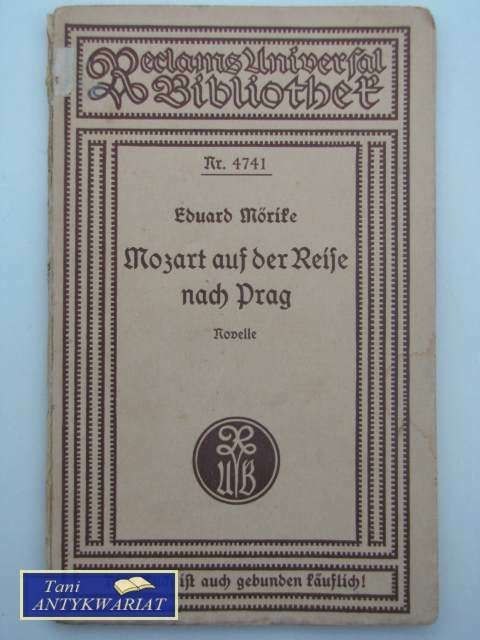 Reclams Universal
Bibliothek
Nr. 4741
Eduard Mörike
Mozart auf der Reise
nach Prag
Novelle
RUB
ist auch gebunden käuflich!
Tani
ANTYKWARIAT